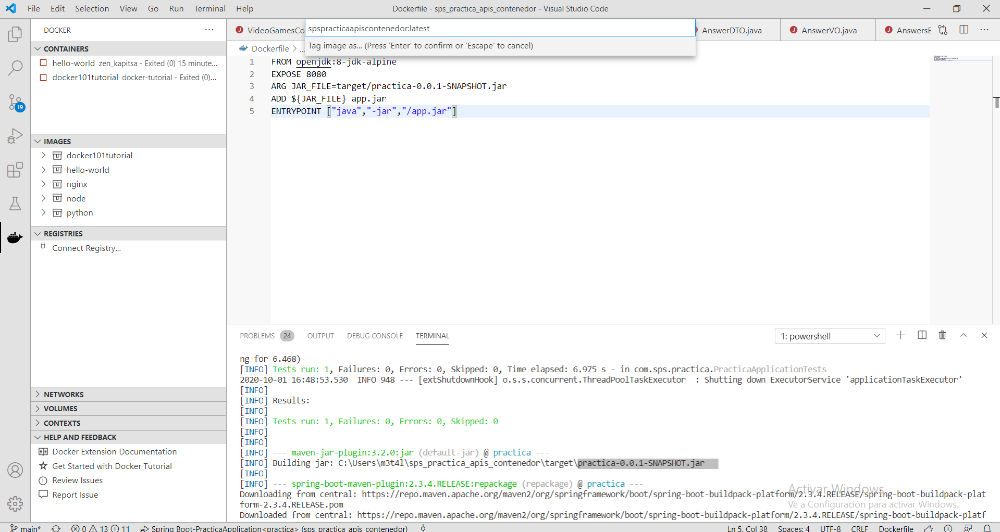 File Edit Selection View Go Run Terminal Help
Dockerfile - sps_practica_apis_contenedor - Visual Studio Code
DOCKER
CONTAINERS
hello-world zen_kapitsa - Exited (0) 15 minute...
docker101tutorial docker-tutorial - Exited (0)...
19
IMAGES
docker101tutorial
hello-world
nginx
node
python
REGISTRIES
Connect Registry...
NETWORKS
VOLUMES
CONTEXTS
HELP AND FEEDBACK
Docker Extension Documentation
Get Started with Docker Tutorial
Review Issues
Report Issue
J VideoGamesCo
AnswerDTO.java
J AnswerVO.java
J AnswersE
spspracticaapiscontenedor:latest
Tag image as... (Press 'Enter' to confirm or 'Escape' to cancel)
Dockerfile > ...
1 FROM openjdk:8-jdk-alpine
2 EXPOSE 8080
3 ARG JAR_FILE=target/practica-0.0.1-SNAPSHOT.jar
4 ADD ${JAR_FILE} app.jar
5 ENTRYPOINT ["java","-jar","/app.jar"]
PROBLEMS 24 OUTPUT DEBUG CONSOLE TERMINAL
1: powershell
ng for 6.468)
[INFO] Tests run: 1, Failures: 0, Errors: 0, Skipped: 0, Time elapsed: 6.975 s - in com.sps.practica.PracticaApplicationTests
2020-10-01 16:48:53.530 INFO 948 --- [extShutdownHook] o.s.s.concurrent.ThreadPoolTaskExecutor : Shutting down ExecutorService 'applicationTaskExecutor'
[INFO]
[INFO] Results:
[INFO]
[INFO] Tests run: 1, Failures: 0, Errors: 0, Skipped: 0
[INFO]
[INFO]
[INFO] --- maven-jar-plugin:3.2.0:jar (default-jar) @ practica ---
[INFO] Building jar: C:\Users\m3t4l\sps_practica_apis_contenedor\target\practica-0.0.1-SNAPSHOT.jar
[INFO]
[INFO] --- spring-boot-maven-plugin:2.3.4.RELEASE:repackage (repackage) @ practica ---
Downloading from central: https://repo.maven.apache.org/maven2/org/springframework/boot/spring-boot-buildpack-platform/2.3.4.RELEASE/spring-boot-buildpack-plat
form-2.3.4.RELEASE.pom
Downloaded from central: https://repo.maven.apache.org/maven2/org/springframework/boot/spring-boot-buildpack-platform/2.3.4.RELEASE/spring-boot-buildpack-platf
Activar Windows
Ve a Configuración para activar Windows.
main* 0 13 11 Spring Boot-PracticaApplication<practica> (sps_practica_apis_contenedor)
Ln 5, Col 38 Spaces: 4 UTF-8 CRLF Dockerfile